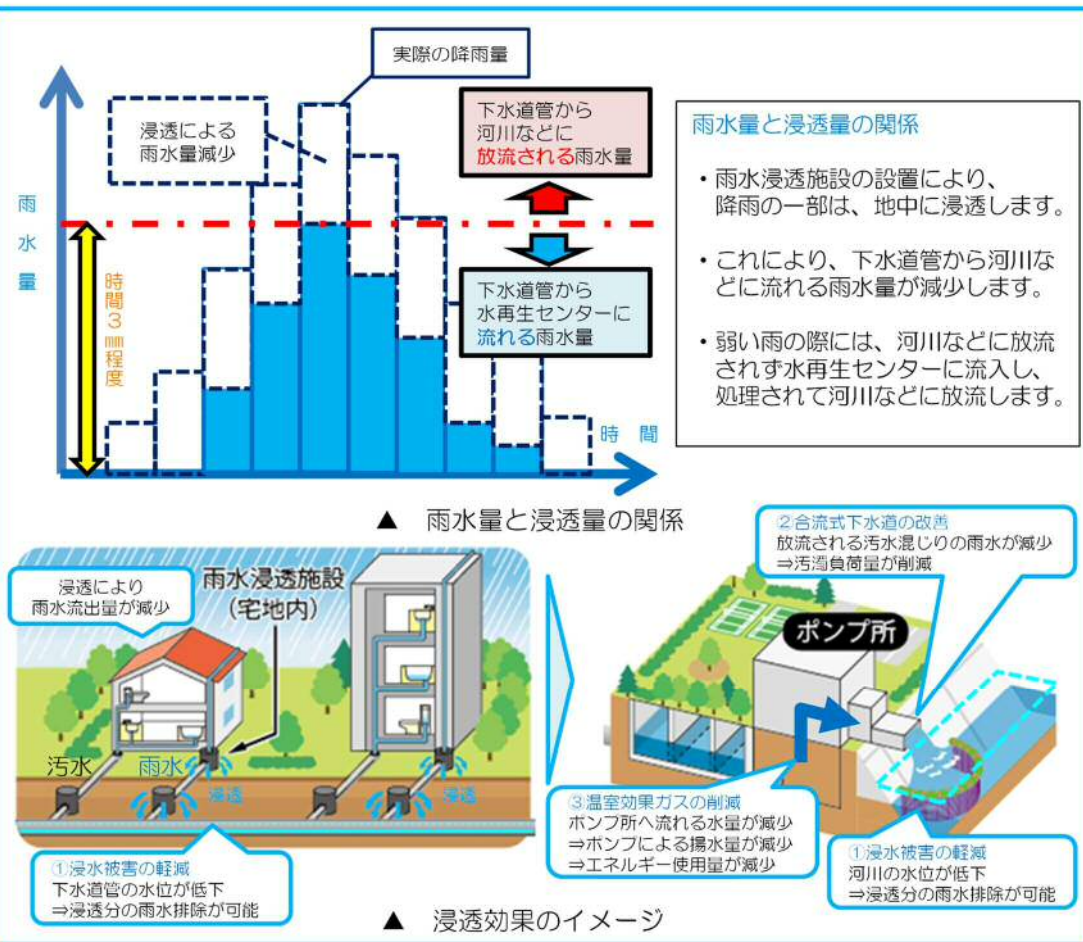 実際の降雨量
浸透による
雨水量減少
下水道管から
河川などに
放流される雨水量
雨水量
時間3㎜程度
下水道管から
水再生センターに
流れる雨水量
時 間
雨水量と浸透量の関係
・雨水浸透施設の設置により、
降雨の一部は、地中に浸透します。
・これにより、下水道管から河川な
どに流れる雨水量が減少します。
・弱い雨の際には、河川などに放流
されず水再生センターに流入し、
処理されて河川などに放流します。
▲ 雨水量と浸透量の関係
浸透により
雨水流出量が減少
雨水浸透施設
(宅地内)
汚水
雨水
浸透
浸透
①浸水被害の軽減
下水道管の水位が低下
⇒浸透分の雨水排除が可能
②合流式下水道の改善
放流される汚水混じりの雨水が減少
⇒汚濁負荷量が削減
ポンプ所
③温室効果ガスの削減
ポンプ所へ流れる水量が減少
⇒ポンプによる揚水量が減少
⇒エネルギー使用量が減少
①浸水被害の軽減
河川の水位が低下
⇒浸透分の雨水排除が可能
▲ 浸透効果のイメージ